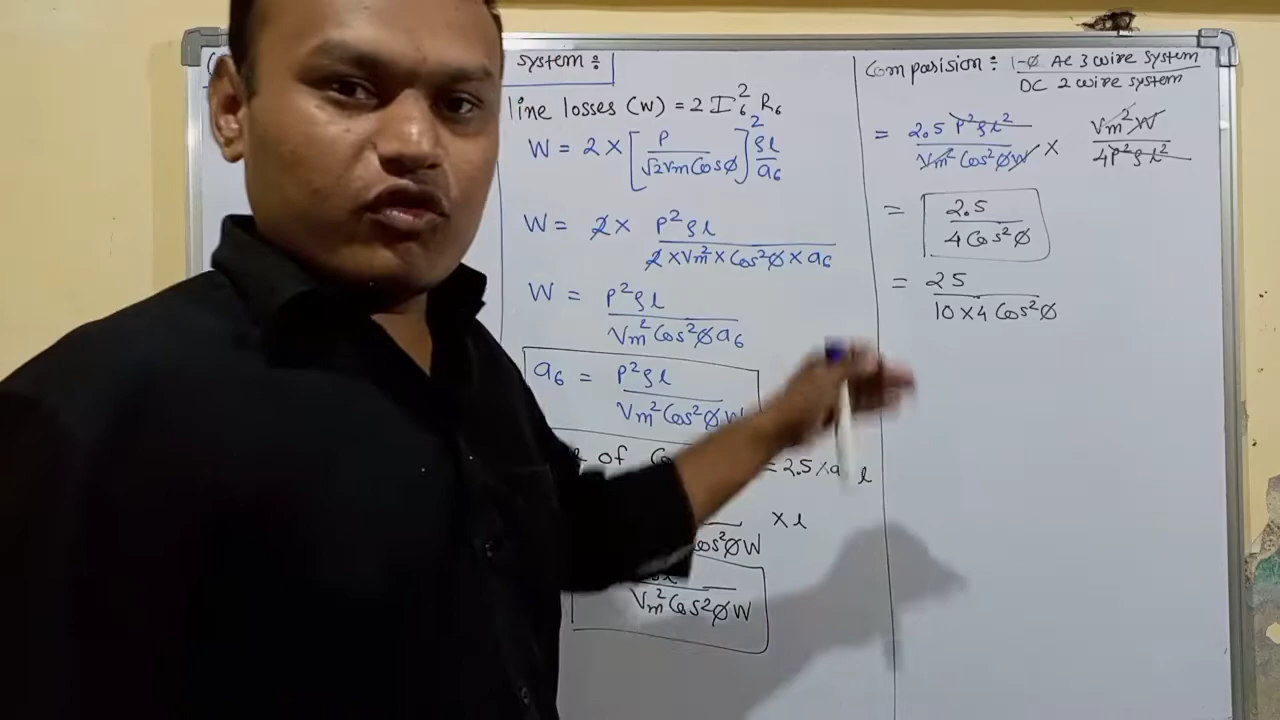 system:
line losses (W) = 2 I₆² R₆
W = 2 × [P / √2 Vm Cosø]² ρl / a₆
W = 2 × P²ρl / 2 × Vm² × Cos²ø × a₆
W = P²ρl / Vm² Cos²ø a₆
a₆ = P²ρl / Vm² Cos²ø W
of = 2.5 × a l
Cos²ø W × l
Vm² Cos²ø W
Comparision: 1-ø AC 3 wire system / DC 2 wire system
= 2.5 P²ρl² / Vm² Cos²ø W × Vm² W / 4P²ρl²
= 2.5 / 4 Cos²ø
= 25 / 10 × 4 Cos²ø